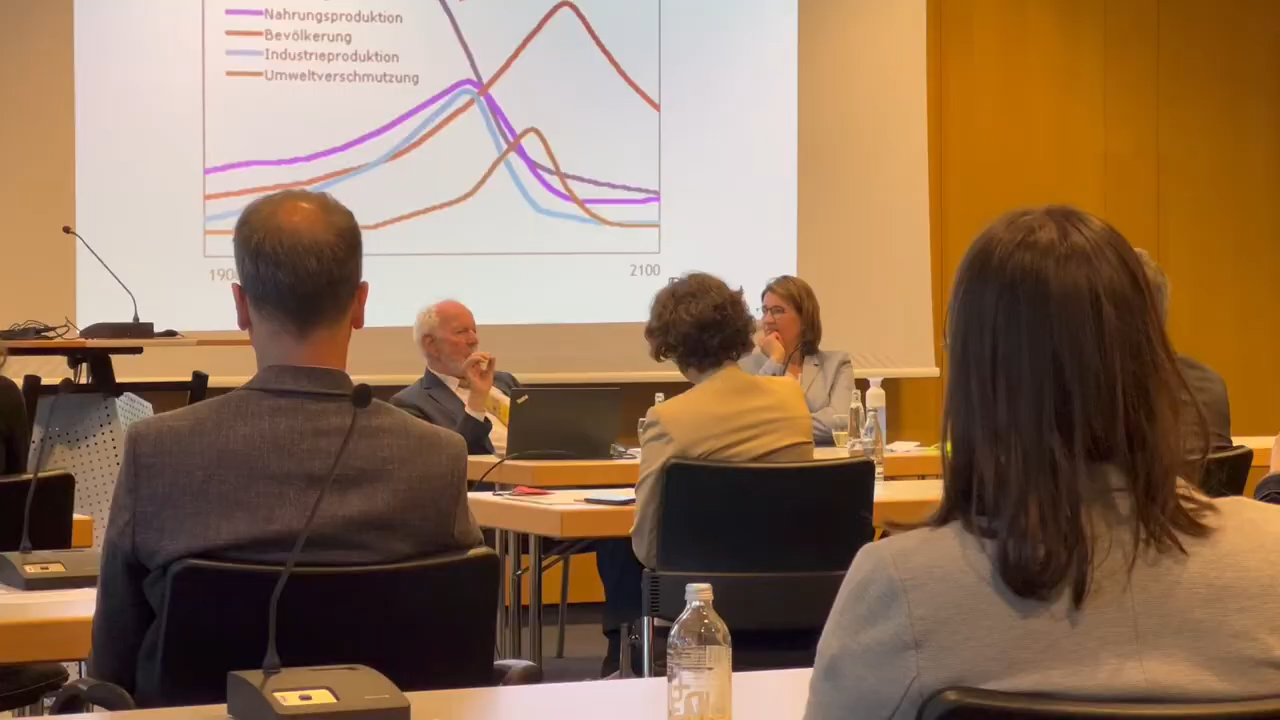 Nahrungsproduktion
Bevölkerung
Industrieproduktion
Umweltverschmutzung
2100